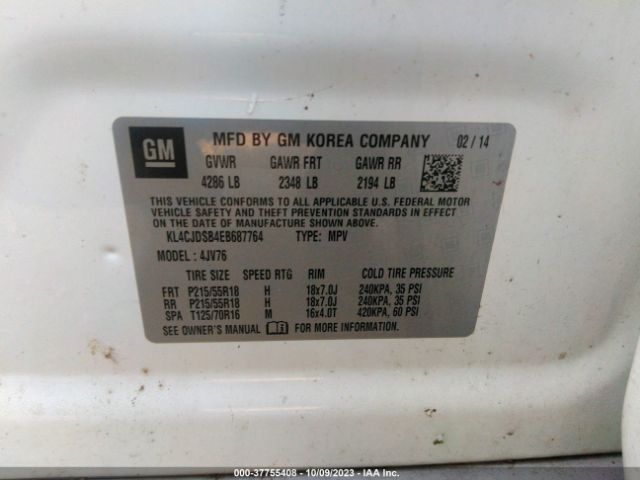 GM MFD BY GM KOREA COMPANY 02 / 14
GVWR GAWR FRT GAWR RR
4286 LB 2348 LB 2194 LB
THIS VEHICLE CONFORMS TO ALL APPLICABLE U.S. FEDERAL MOTOR
VEHICLE SAFETY AND THEFT PREVENTION STANDARDS IN EFFECT
ON THE DATE OF MANUFACTURE SHOWN ABOVE.
KL4CJDSB4EB687764 TYPE: MPV
MODEL : 4JV76
TIRE SIZE SPEED RTG RIM COLD TIRE PRESSURE
FRT P215/55R18 H 18x7.0J 240KPA, 35 PSI
RR P215/55R18 H 18x7.0J 240KPA, 35 PSI
SPA T125/70R16 M 16x4.0T 420KPA, 60 PSI
SEE OWNER'S MANUAL FOR MORE INFORMATION.
000-37755408 - 10/09/2023 - IAA Inc.